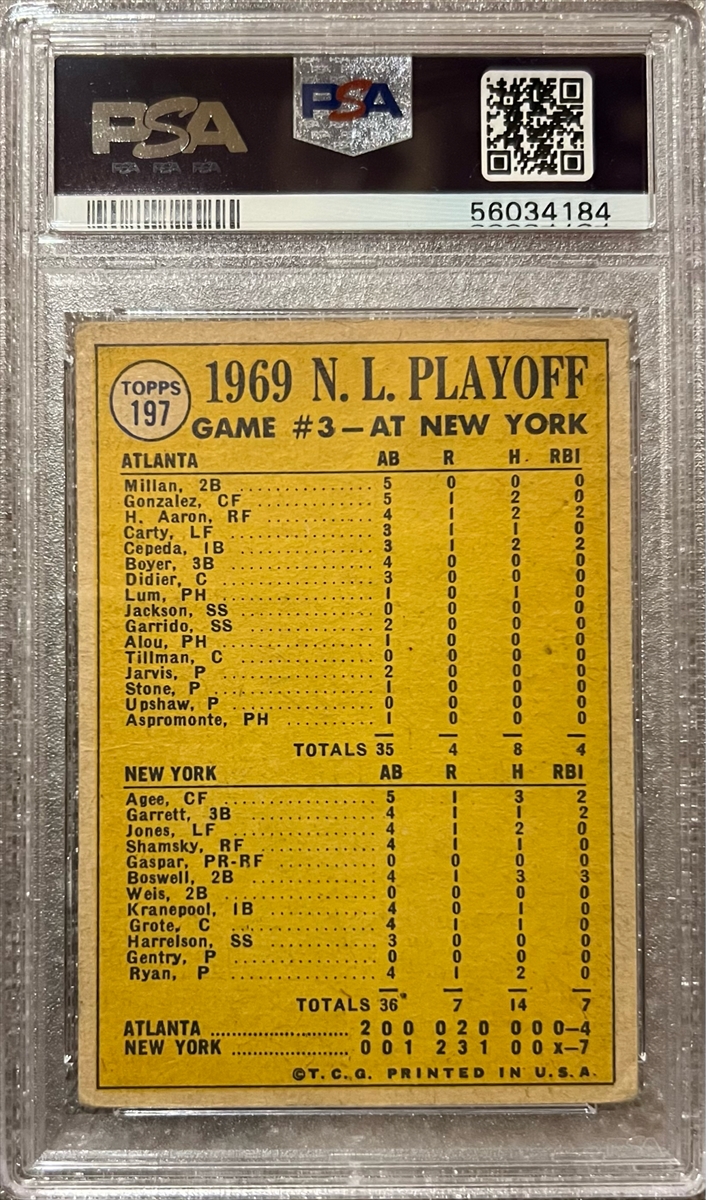 PSA PSA
PSA PSA PSA
56034184
TOPPS
197
1969 N. L. PLAYOFF
GAME #3—AT NEW YORK
ATLANTA AB R H RBI
Millan, 2B 5 0 0 0
Gonzalez, CF 5 1 2 0
H. Aaron, RF 4 1 2 2
Carty, LF 3 1 1 0
Cepeda, 1B 3 1 2 2
Boyer, 3B 4 0 0 0
Didier, C 3 0 0 0
Lum, PH 1 0 1 0
Jackson, SS 0 0 0 0
Garrido, SS 2 0 0 0
Alou, PH 1 0 0 0
Tillman, C 0 0 0 0
Jarvis, P 2 0 0 0
Stone, P 1 0 0 0
Upshaw, P 0 0 0 0
Aspromonte, PH 1 0 0 0
TOTALS 35 4 8 4
NEW YORK AB R H RBI
Agee, CF 5 1 3 2
Garrett, 3B 4 1 1 2
Jones, LF 4 1 2 0
Shamsky, RF 4 1 1 0
Gaspar, PR-RF 0 0 0 0
Boswell, 2B 4 1 3 3
Weis, 2B 0 0 0 0
Kranepool, 1B 4 0 1 0
Grote, C 4 1 1 0
Harrelson, SS 3 0 0 0
Gentry, P 0 0 0 0
Ryan, P 4 1 2 0
TOTALS 36 7 14 7
ATLANTA 2 0 0 0 2 0 0 0 0—4
NEW YORK 0 0 1 2 3 1 0 0 x—7
©T. C. G. PRINTED IN U. S. A.